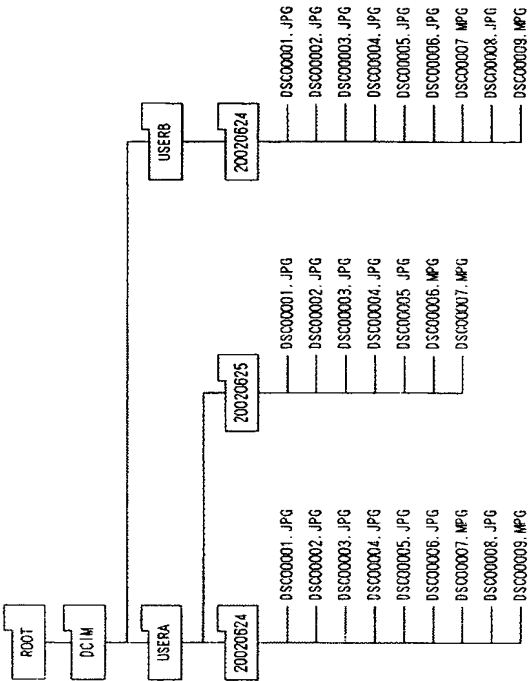 ROOT
DCIM
USERA
20020624
DSC00001. JPG
DSC00002. JPG
DSC00003. JPG
DSC00004. JPG
DSC00005. JPG
DSC00006. JPG
DSC00007. MPG
DSC00008. JPG
DSC00009. MPG
20020625
DSC00001. JPG
DSC00002. JPG
DSC00003. JPG
DSC00004. JPG
DSC00005. JPG
DSC00006. MPG
DSC00007. MPG
USERB
20020624
DSC00001. JPG
DSC00002. JPG
DSC00003. JPG
DSC00004. JPG
DSC00005. JPG
DSC00006. JPG
DSC00007. MPG
DSC00008. JPG
DSC00009. MPG